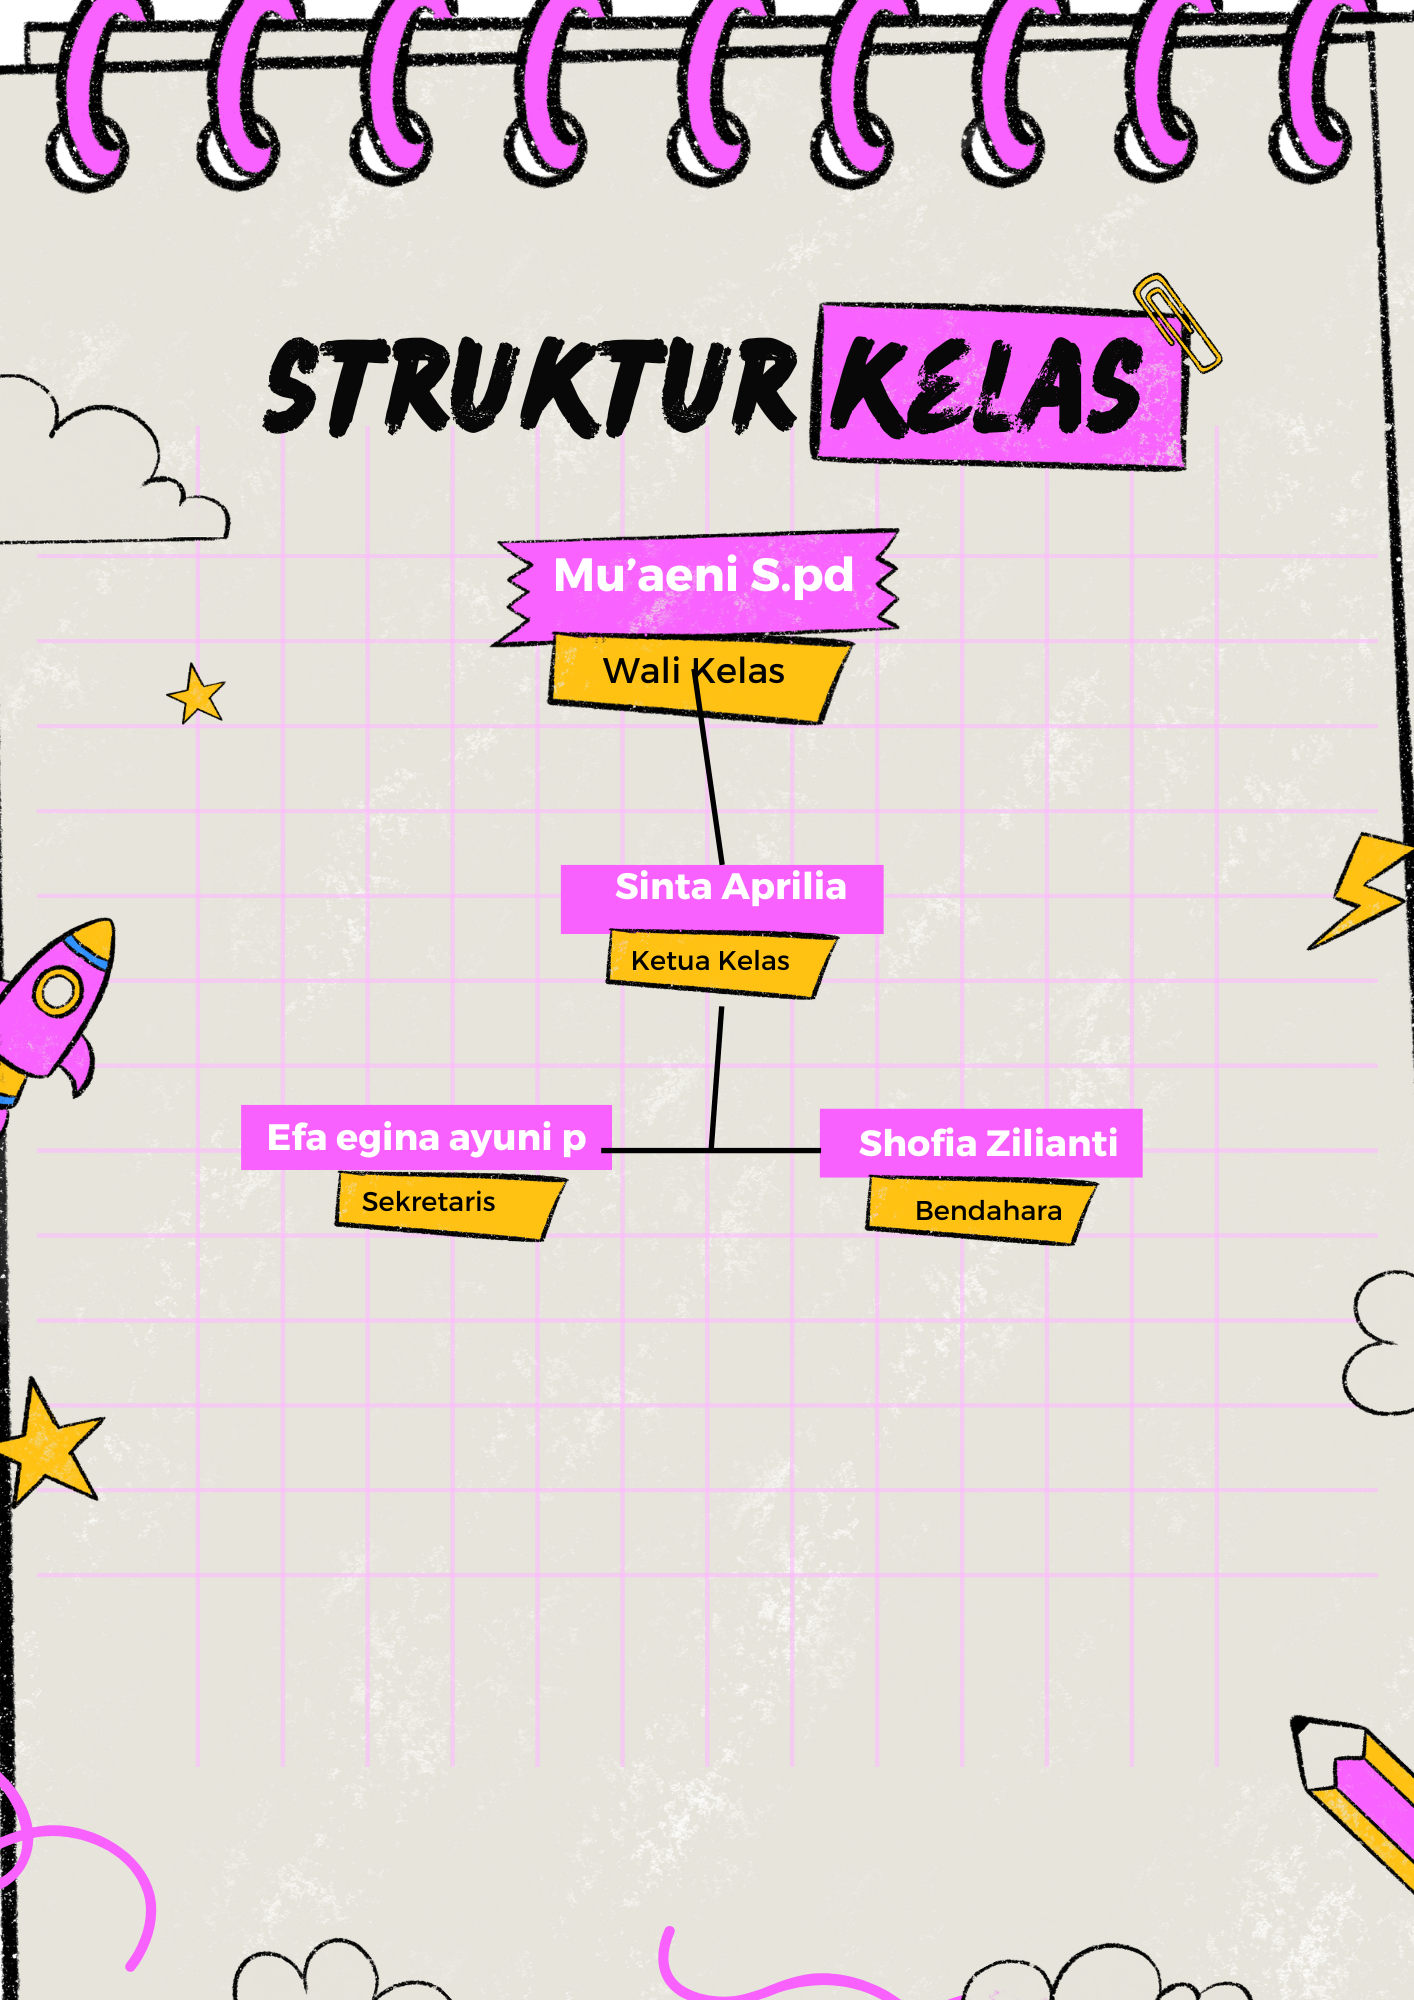 STRUKTUR KELAS
Mu’aeni S.pd
Wali Kelas
Sinta Aprilia
Ketua Kelas
Efa egina ayuni p
Shofia Zilianti
Sekretaris
Bendahara